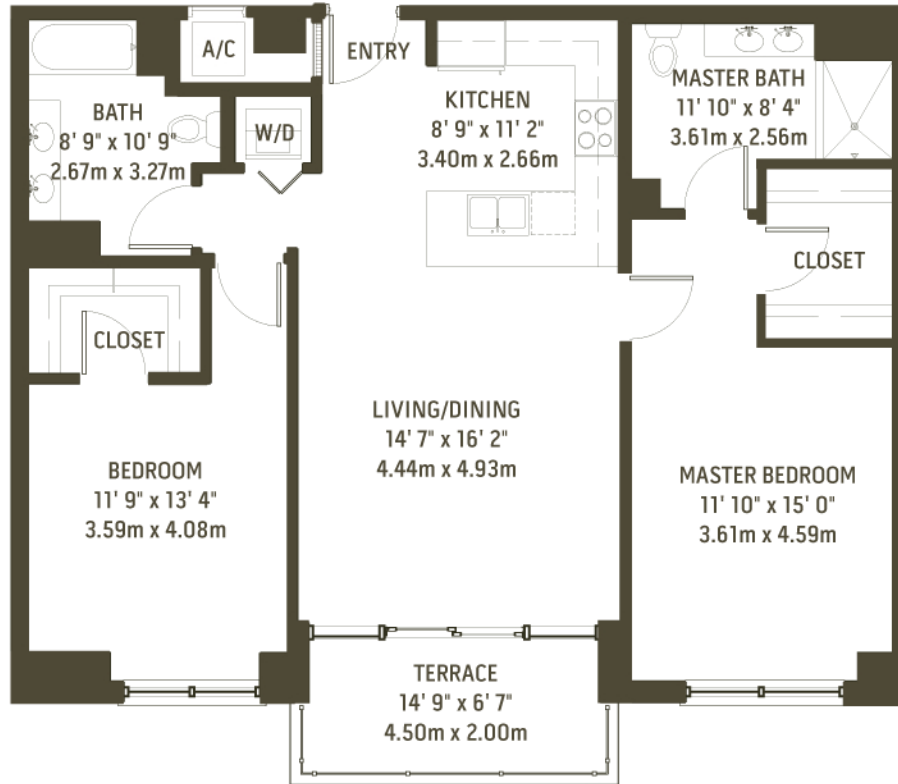 A/C
ENTRY
BATH
8' 9" x 10' 9"
2.67m x 3.27m
W/D
KITCHEN
8' 9" x 11' 2"
3.40m x 2.66m
MASTER BATH
11' 10" x 8' 4"
3.61m x 2.56m
CLOSET
CLOSET
LIVING/DINING
14' 7" x 16' 2"
4.44m x 4.93m
BEDROOM
11' 9" x 13' 4"
3.59m x 4.08m
MASTER BEDROOM
11' 10" x 15' 0"
3.61m x 4.59m
TERRACE
14' 9" x 6' 7"
4.50m x 2.00m